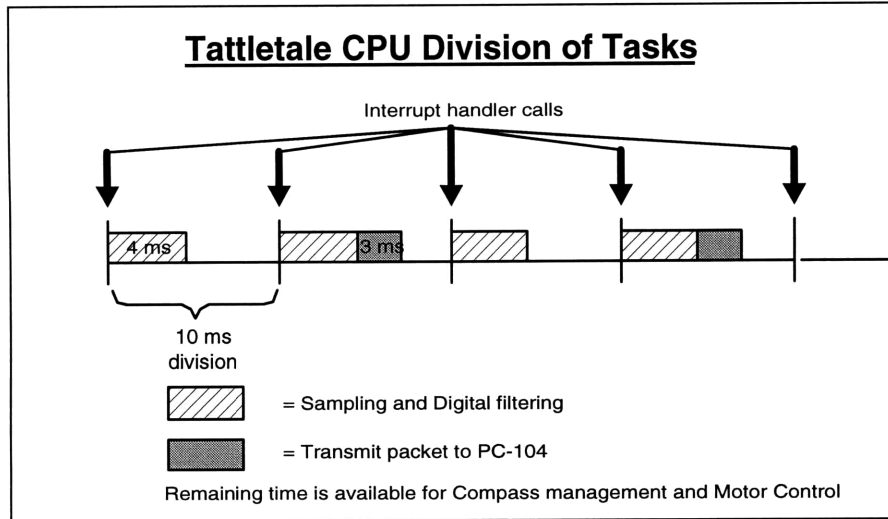 Tattletale CPU Division of Tasks
Interrupt handler calls
4 ms
3 ms
10 ms
division
= Sampling and Digital filtering
= Transmit packet to PC-104
Remaining time is available for Compass management and Motor Control